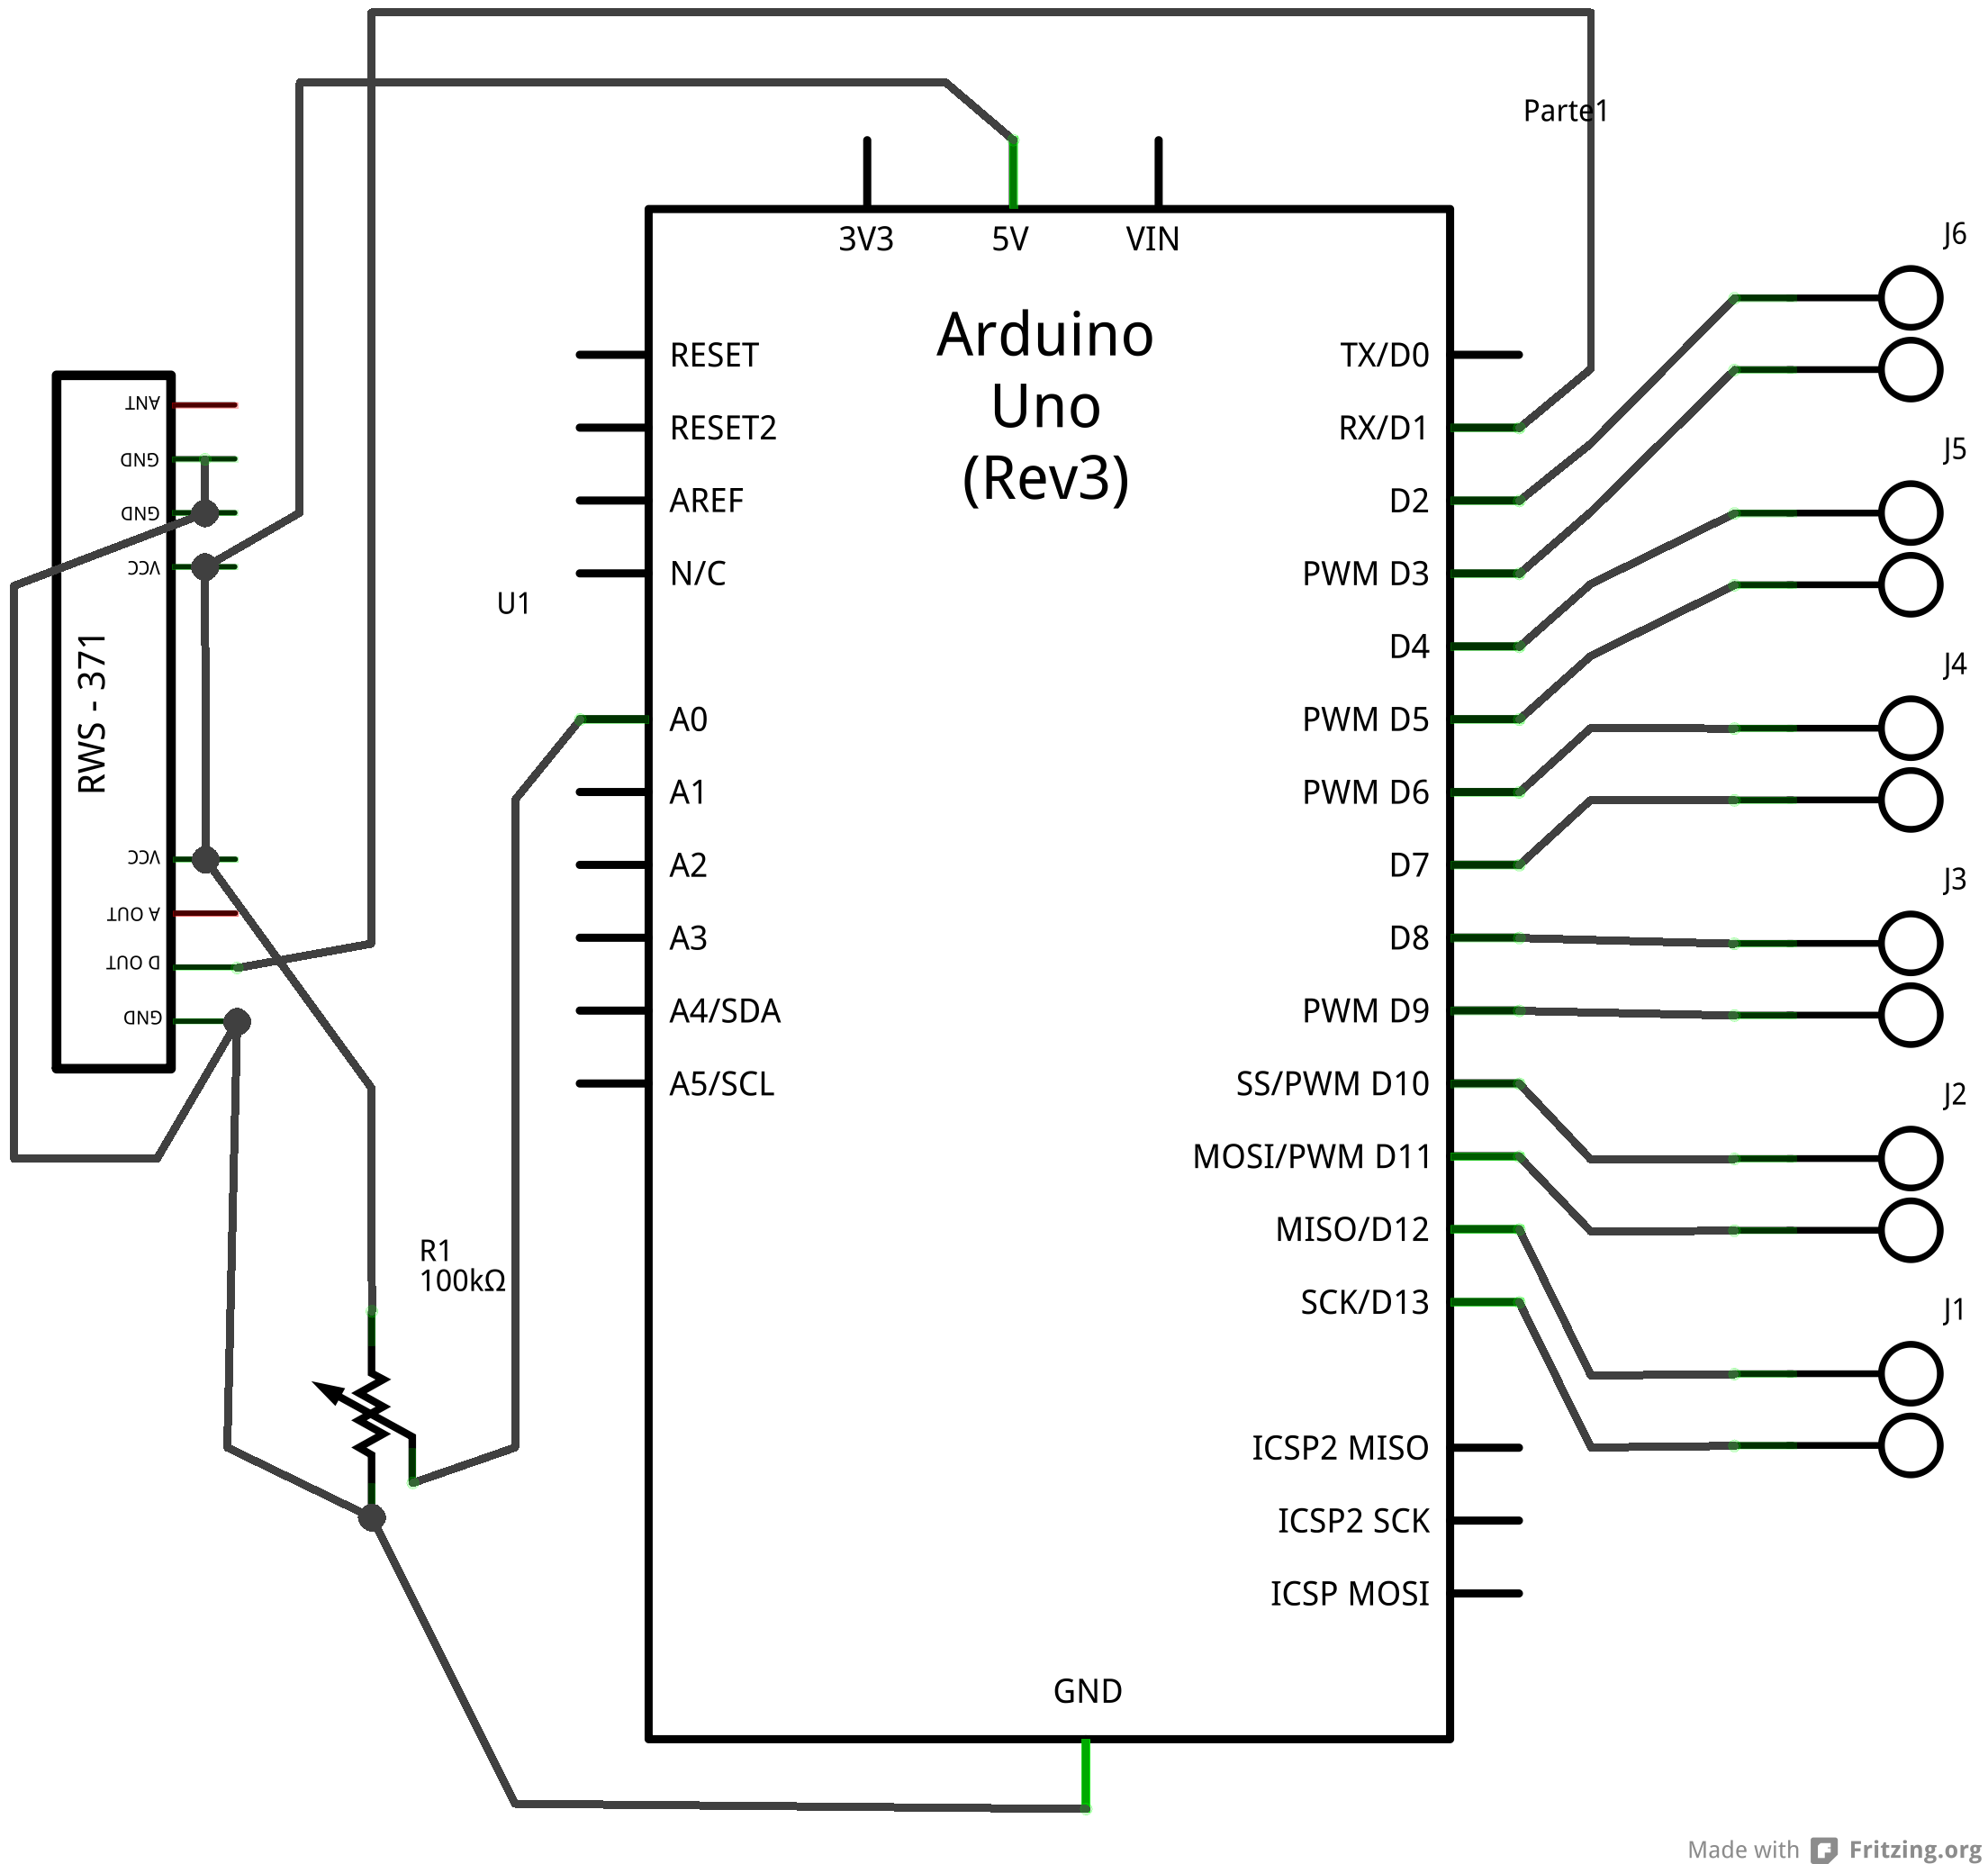 Parte1
3V3
5V
VIN
Arduino
Uno
(Rev3)
RESET
RESET2
AREF
N/C
A0
A1
A2
A3
A4/SDA
A5/SCL
TX/D0
RX/D1
D2
PWM D3
D4
PWM D5
PWM D6
D7
D8
PWM D9
SS/PWM D10
MOSI/PWM D11
MISO/D12
SCK/D13
ICSP2 MISO
ICSP2 SCK
ICSP MOSI
GND
U1
ANT
GND
GND
VCC
RWS - 371
VCC
A OUT
D OUT
GND
R1
100kΩ
J6
J5
J4
J3
J2
J1
Made with Fritzing.org